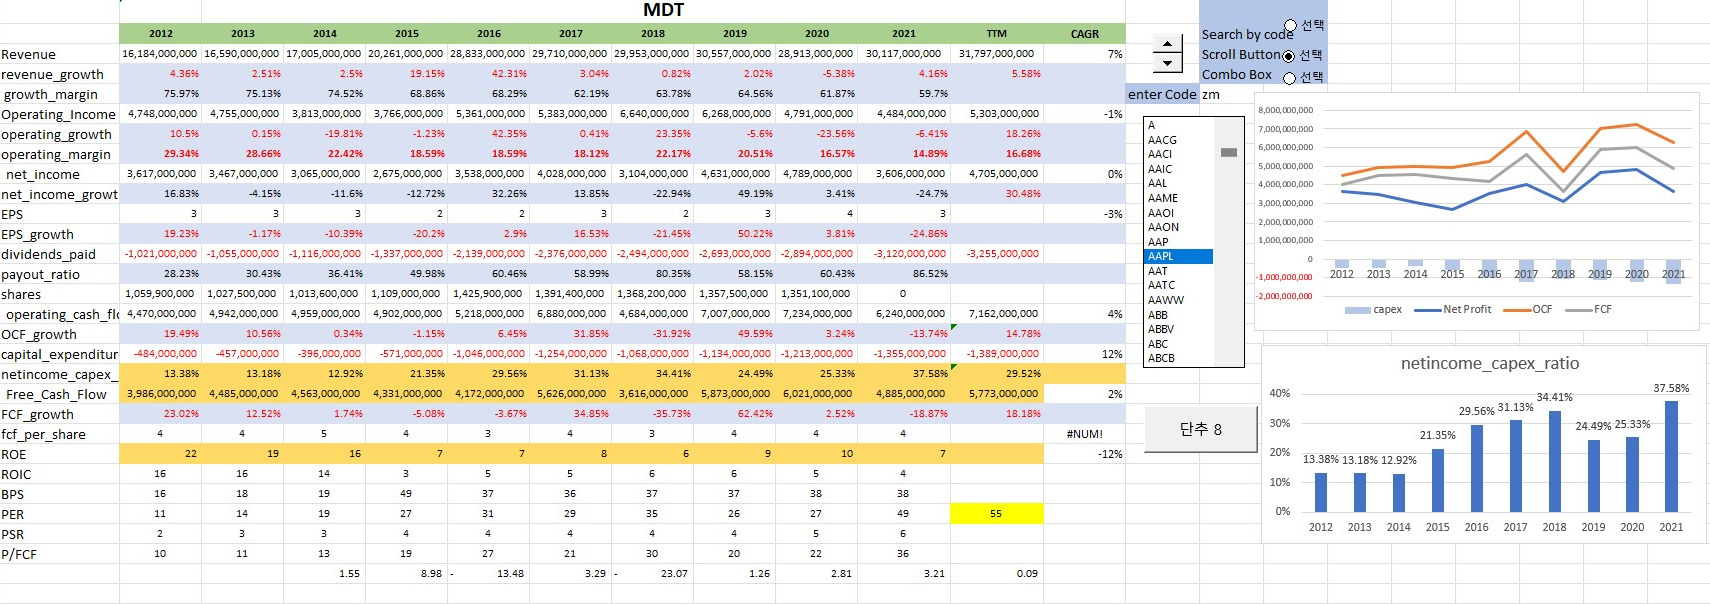 MDT
2012 2013 2014 2015 2016 2017 2018 2019 2020 2021 TTM CAGR
Revenue 16,184,000,000 16,590,000,000 17,005,000,000 20,261,000,000 28,833,000,000 29,710,000,000 29,953,000,000 30,557,000,000 28,913,000,000 30,117,000,000 31,797,000,000 7%
revenue_growth 4.36% 2.51% 2.5% 19.15% 42.31% 3.04% 0.82% 2.02% -5.38% 4.16% 5.58%
growth_margin 75.97% 75.13% 74.52% 68.86% 68.29% 62.19% 63.78% 64.56% 61.87% 59.7%
Operating_Income 4,748,000,000 4,755,000,000 3,813,000,000 3,766,000,000 5,361,000,000 5,383,000,000 6,640,000,000 6,268,000,000 4,791,000,000 4,484,000,000 5,303,000,000 -1%
operating_growth 10.5% 0.15% -19.81% -1.23% 42.35% 0.41% 23.35% -5.6% -23.56% -6.41% 18.26%
operating_margin 29.34% 28.66% 22.42% 18.59% 18.59% 18.12% 22.17% 20.51% 16.57% 14.89% 16.68%
net_income 3,617,000,000 3,467,000,000 3,065,000,000 2,675,000,000 3,538,000,000 4,028,000,000 3,104,000,000 4,631,000,000 4,789,000,000 3,606,000,000 4,705,000,000 0%
net_income_growt 16.83% -4.15% -11.6% -12.72% 32.26% 13.85% -22.94% 49.19% 3.41% -24.7% 30.48%
EPS 3 3 3 2 2 3 2 3 4 3 -3%
EPS_growth 19.23% -1.17% -10.39% -20.2% 2.9% 16.53% -21.45% 50.22% 3.81% -24.86%
dividends_paid -1,021,000,000 -1,055,000,000 -1,116,000,000 -1,337,000,000 -2,139,000,000 -2,376,000,000 -2,494,000,000 -2,693,000,000 -2,894,000,000 -3,120,000,000 -3,255,000,000
payout_ratio 28.23% 30.43% 36.41% 49.98% 60.46% 58.99% 80.35% 58.15% 60.43% 86.52%
shares 1,059,900,000 1,027,500,000 1,013,600,000 1,109,000,000 1,425,900,000 1,391,400,000 1,368,200,000 1,357,500,000 1,351,100,000 0
operating_cash_flo 4,470,000,000 4,942,000,000 4,959,000,000 4,902,000,000 5,218,000,000 6,880,000,000 4,684,000,000 7,007,000,000 7,234,000,000 6,240,000,000 7,162,000,000 4%
OCF_growth 19.49% 10.56% 0.34% -1.15% 6.45% 31.85% -31.92% 49.59% 3.24% -13.74% 14.78%
capital_expenditur -484,000,000 -457,000,000 -396,000,000 -571,000,000 -1,046,000,000 -1,254,000,000 -1,068,000,000 -1,134,000,000 -1,213,000,000 -1,355,000,000 -1,389,000,000 12%
netincome_capex_ 13.38% 13.18% 12.92% 21.35% 29.56% 31.13% 34.41% 24.49% 25.33% 37.58% 29.52%
Free_Cash_Flow 3,986,000,000 4,485,000,000 4,563,000,000 4,331,000,000 4,172,000,000 5,626,000,000 3,616,000,000 5,873,000,000 6,021,000,000 4,885,000,000 5,773,000,000 2%
FCF_growth 23.02% 12.52% 1.74% -5.08% -3.67% 34.85% -35.73% 62.42% 2.52% -18.87% 18.18%
fcf_per_share 4 4 5 4 3 4 3 4 4 4 #NUM!
ROE 22 19 16 7 7 8 6 9 10 7 -12%
ROIC 16 16 14 3 5 5 6 6 5 4
BPS 16 18 19 49 37 36 37 37 38 38
PER 11 14 19 27 31 29 35 26 27 49 55
PSR 2 3 3 4 4 4 4 4 5 6
P/FCF 10 11 13 19 27 21 30 20 22 36
1.55 8.98 - 13.48 3.29 - 23.07 1.26 2.81 3.21 0.09
Search by code 선택
Scroll Button 선택
Combo Box 선택
enter Code zm
A
AACG
AACI
AAIC
AAL
AAME
AAOI
AAON
AAP
AAPL
AAT
AATC
AAWW
ABB
ABBV
ABC
ABCB
단추 8
8,000,000,000
7,000,000,000
6,000,000,000
5,000,000,000
4,000,000,000
3,000,000,000
2,000,000,000
1,000,000,000
0
-1,000,000,000
-2,000,000,000
2012 2013 2014 2015 2016 2017 2018 2019 2020 2021
capex Net Profit OCF FCF
netincome_capex_ratio
40%
30%
20%
10%
0%
13.38% 13.18% 12.92% 21.35% 29.56% 31.13% 34.41% 24.49% 25.33% 37.58%
2012 2013 2014 2015 2016 2017 2018 2019 2020 2021